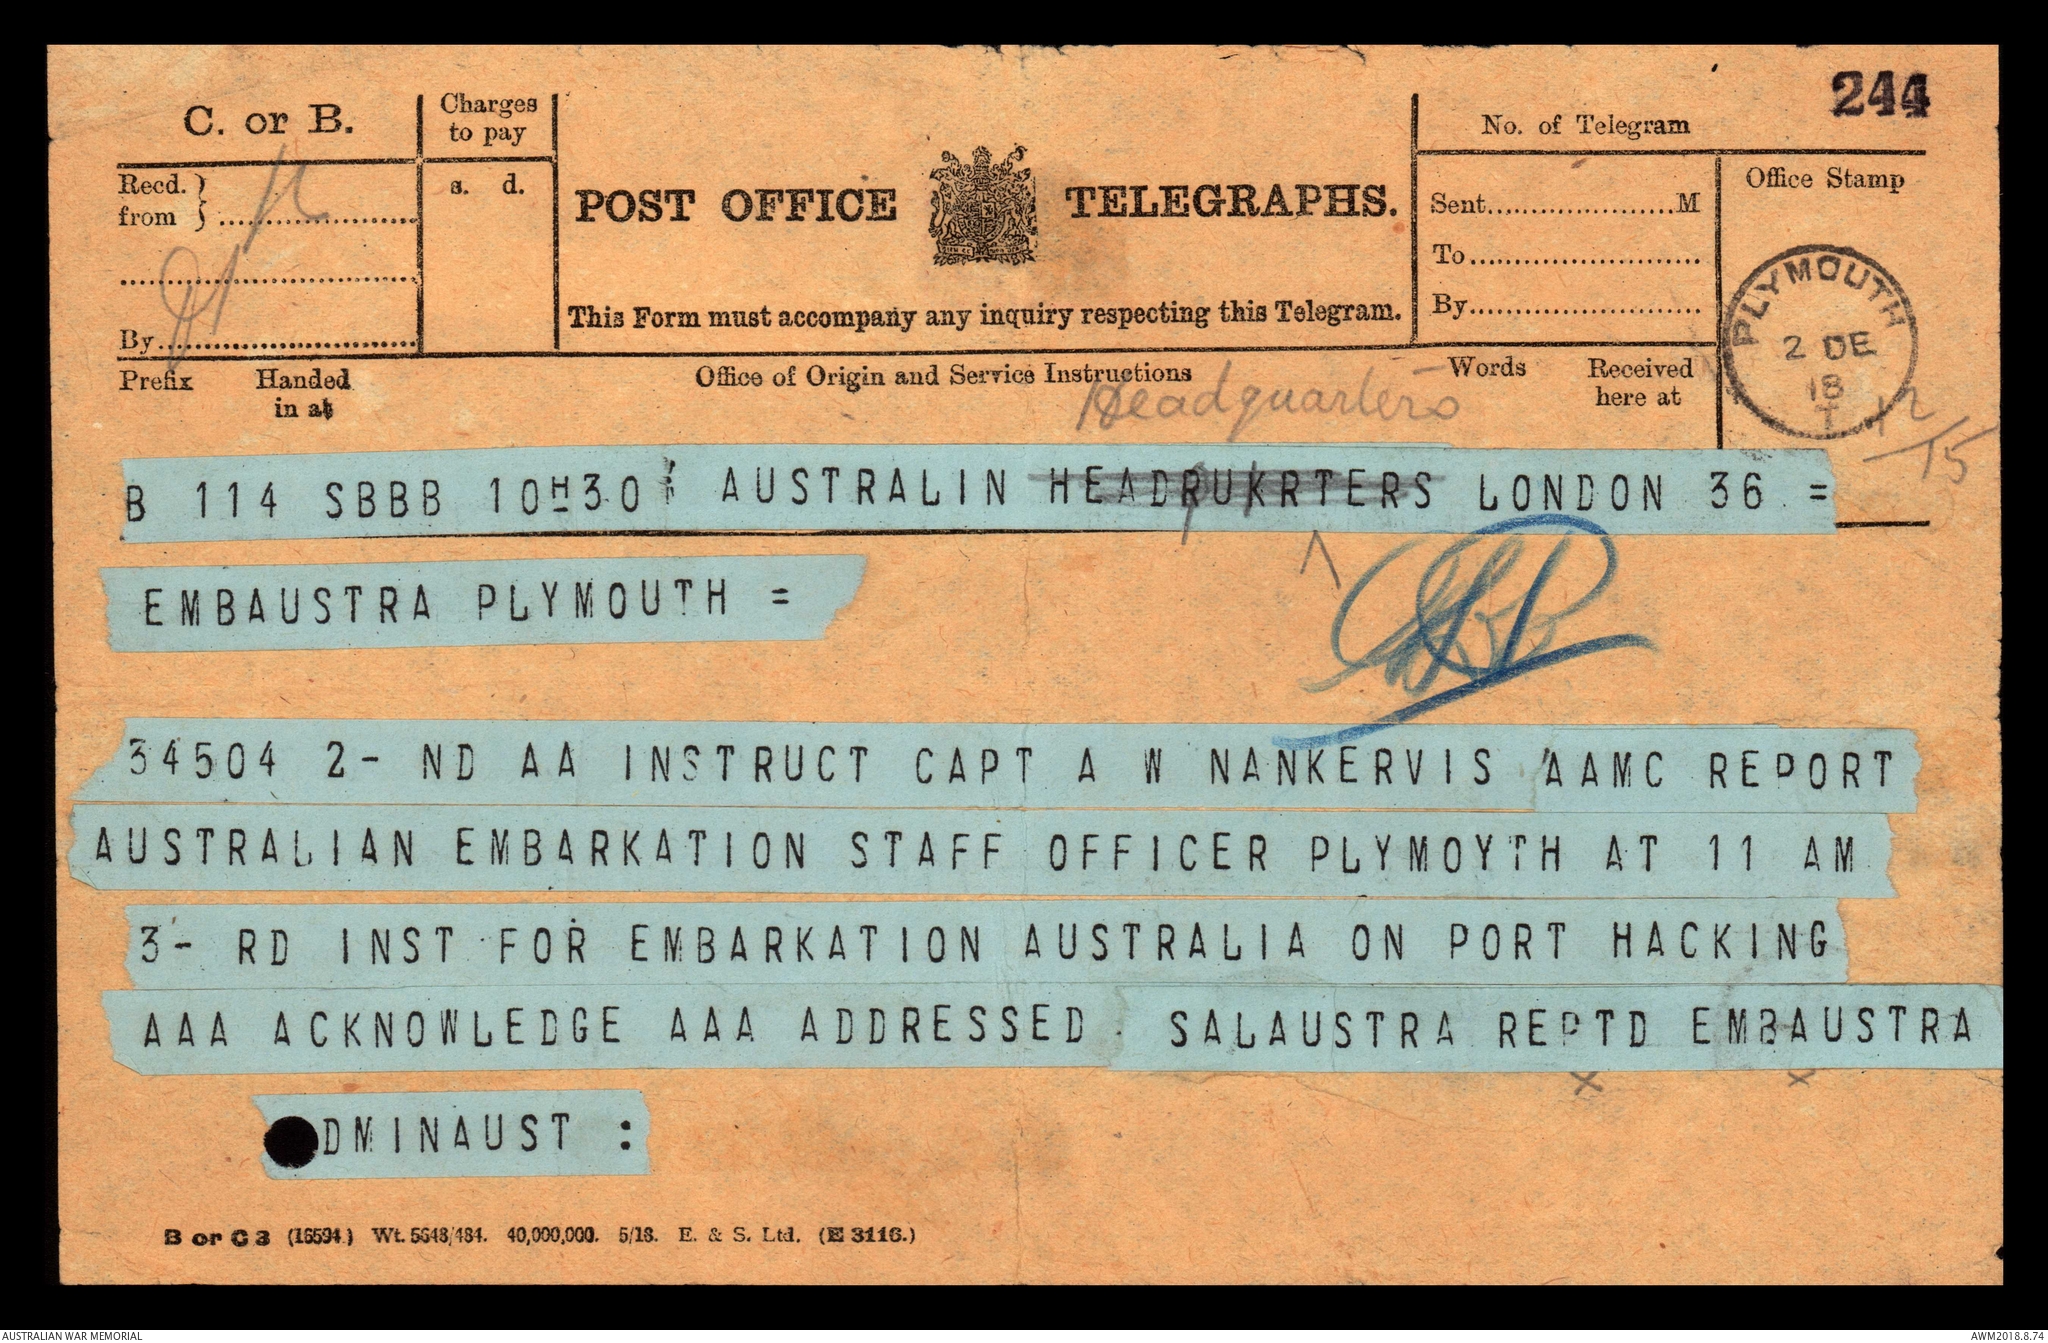 244
C. or B.
Charges
to pay
No. of Telegram
Recd.
from
s. d.
POST OFFICE TELEGRAPHS.
Sent M
Office Stamp
To
By
This Form must accompany any inquiry respecting this Telegram.
By
PLYMOUTH
2 DE
18
Prefix Handed
in at
Office of Origin and Service Instructions
Words Received
here at
Headquarters
12/15
B 114 SBBB 10H30 AUSTRALIN HEADRUKRTERS LONDON 36 =
EMBAUSTRA PLYMOUTH =
34504 2- ND AA INSTRUCT CAPT A W NANKERVIS AAMC REPORT
AUSTRALIAN EMBARKATION STAFF OFFICER PLYMOYTH AT 11 AM
3- RD INST FOR EMBARKATION AUSTRALIA ON PORT HACKING
AAA ACKNOWLEDGE AAA ADDRESSED SALAUSTRA REPTD EMBAUSTRA
DMINAUST :
B or C 3 (16594.) Wt. 5648/484. 40,000,000. 5/18. E. & S. Ltd. (E 3116.)
AUSTRALIAN WAR MEMORIAL
AWM2018.8.74